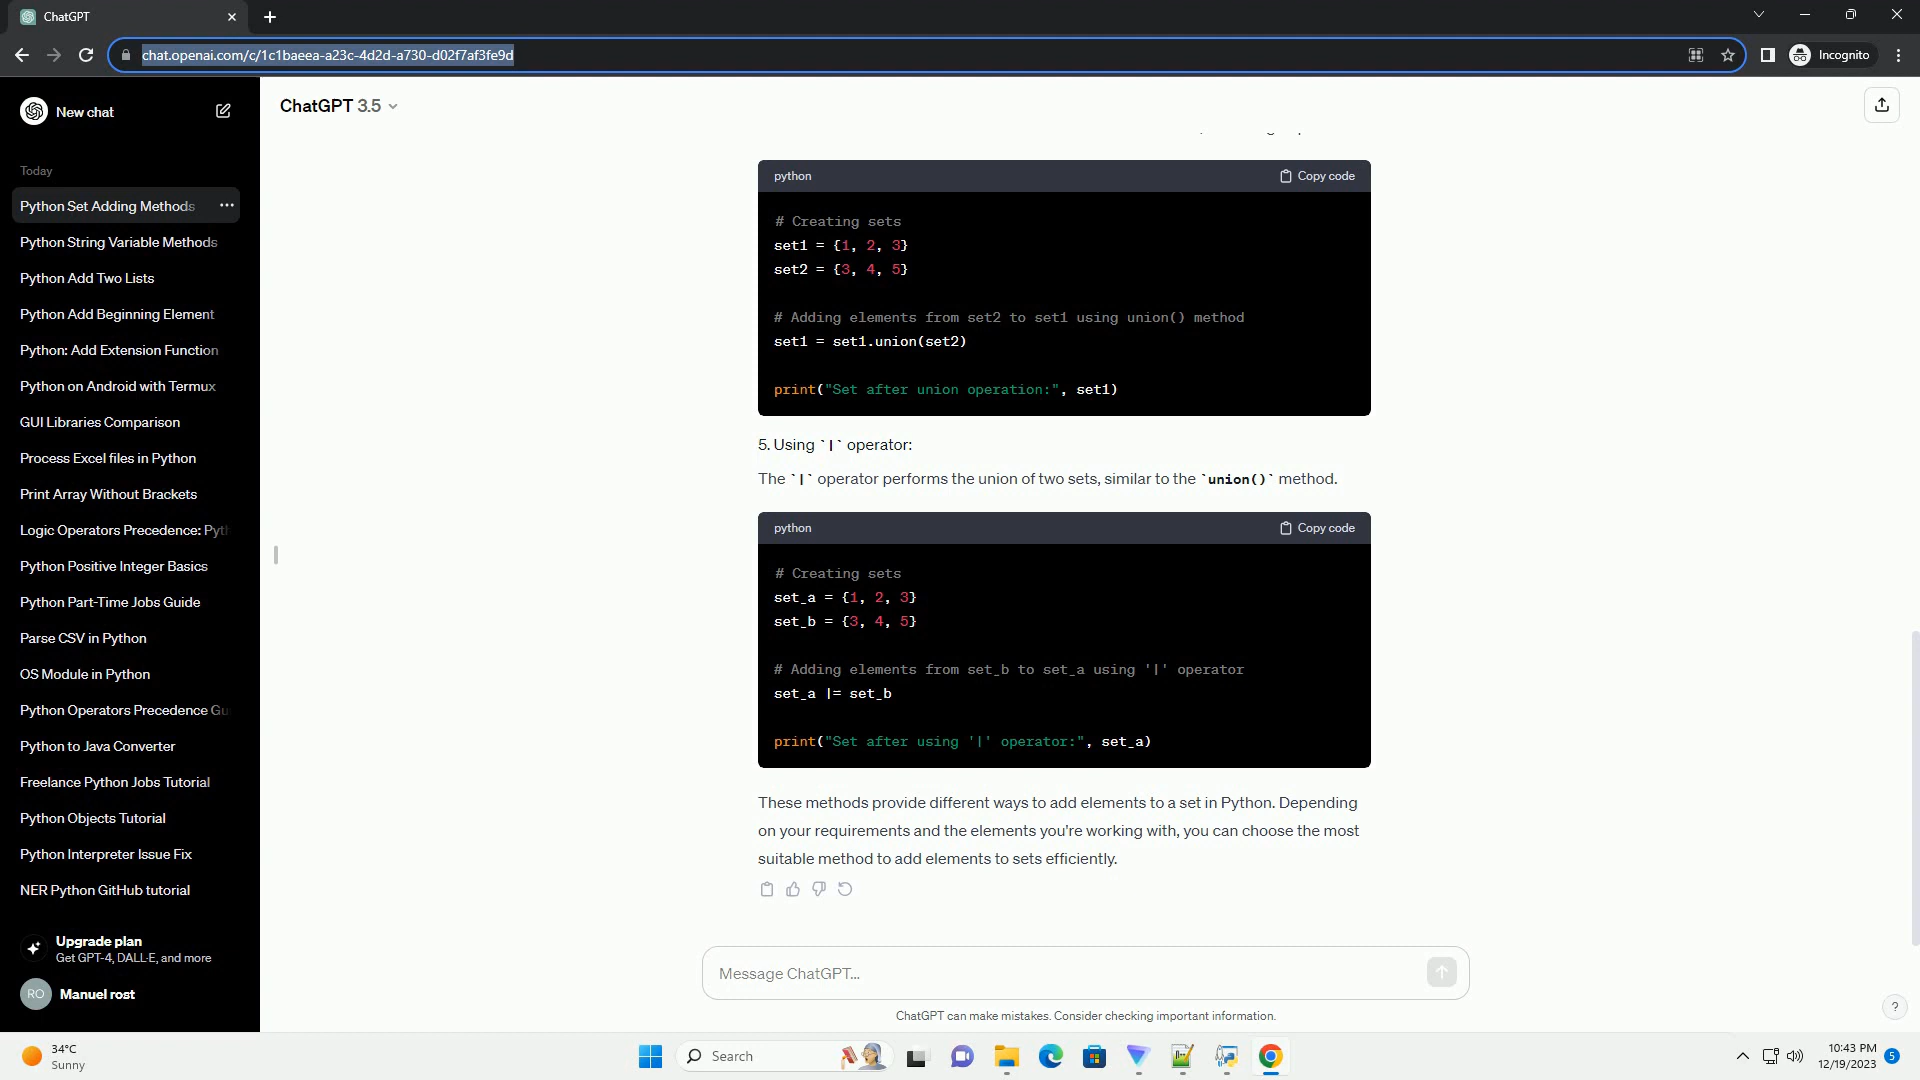 ChatGPT
chat.openai.com/c/1c1baeea-a23c-4d2d-a730-d02f7af3fe9d
Incognito
New chat
Today
Python Set Adding Methods
Python String Variable Methods
Python Add Two Lists
Python Add Beginning Element
Python: Add Extension Function
Python on Android with Termux
GUI Libraries Comparison
Process Excel files in Python
Print Array Without Brackets
Logic Operators Precedence: Pyth
Python Positive Integer Basics
Python Part-Time Jobs Guide
Parse CSV in Python
OS Module in Python
Python Operators Precedence Gu
Python to Java Converter
Freelance Python Jobs Tutorial
Python Objects Tutorial
Python Interpreter Issue Fix
NER Python GitHub tutorial
Upgrade plan
Get GPT-4, DALL·E, and more
RO Manuel rost
ChatGPT 3.5
python Copy code
# Creating sets
set1 = {1, 2, 3}
set2 = {3, 4, 5}
# Adding elements from set2 to set1 using union() method
set1 = set1.union(set2)
print("Set after union operation:", set1)
5. Using `|` operator:
The `|` operator performs the union of two sets, similar to the `union()` method.
python Copy code
# Creating sets
set_a = {1, 2, 3}
set_b = {3, 4, 5}
# Adding elements from set_b to set_a using '|' operator
set_a |= set_b
print("Set after using '|' operator:", set_a)
These methods provide different ways to add elements to a set in Python. Depending
on your requirements and the elements you're working with, you can choose the most
suitable method to add elements to sets efficiently.
Message ChatGPT...
ChatGPT can make mistakes. Consider checking important information.
?
34°C
Sunny
Search
10:43 PM
12/19/2023
5